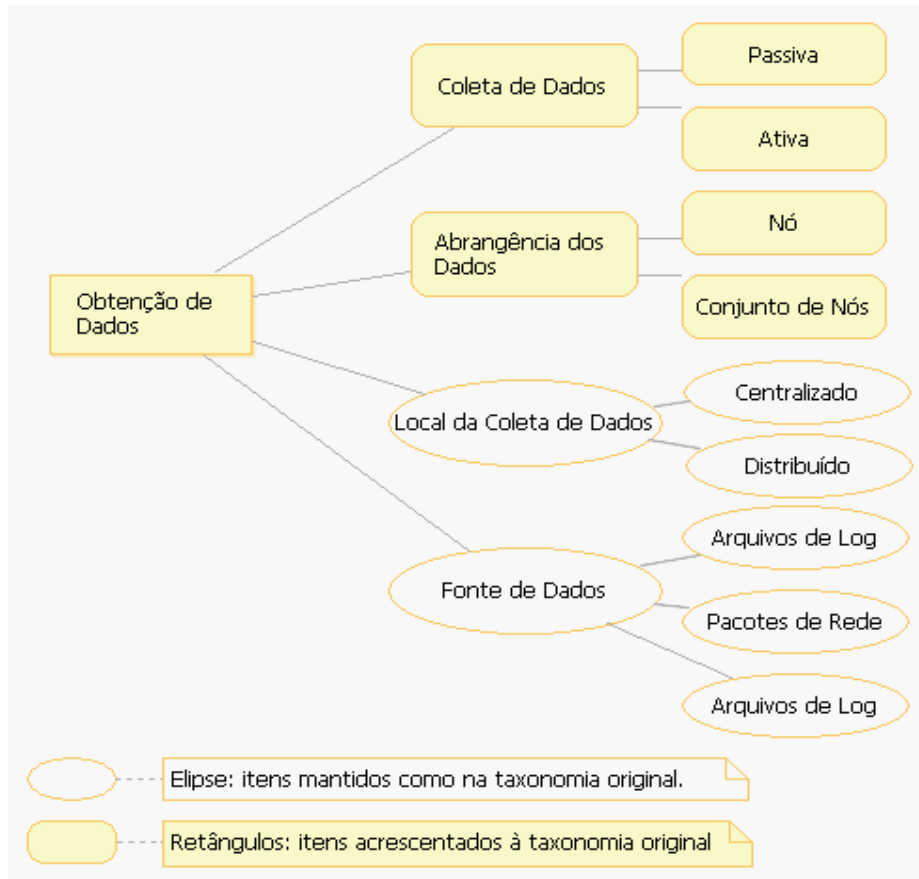 Passiva
Coleta de Dados
Ativa
Nó
Abrangência dos
Dados
Conjunto de Nós
Obtenção de
Dados
Centralizado
Local da Coleta de Dados
Distribuído
Arquivos de Log
Fonte de Dados
Pacotes de Rede
Arquivos de Log
Elipse: itens mantidos como na taxonomia original.
Retângulos: itens acrescentados à taxonomia original